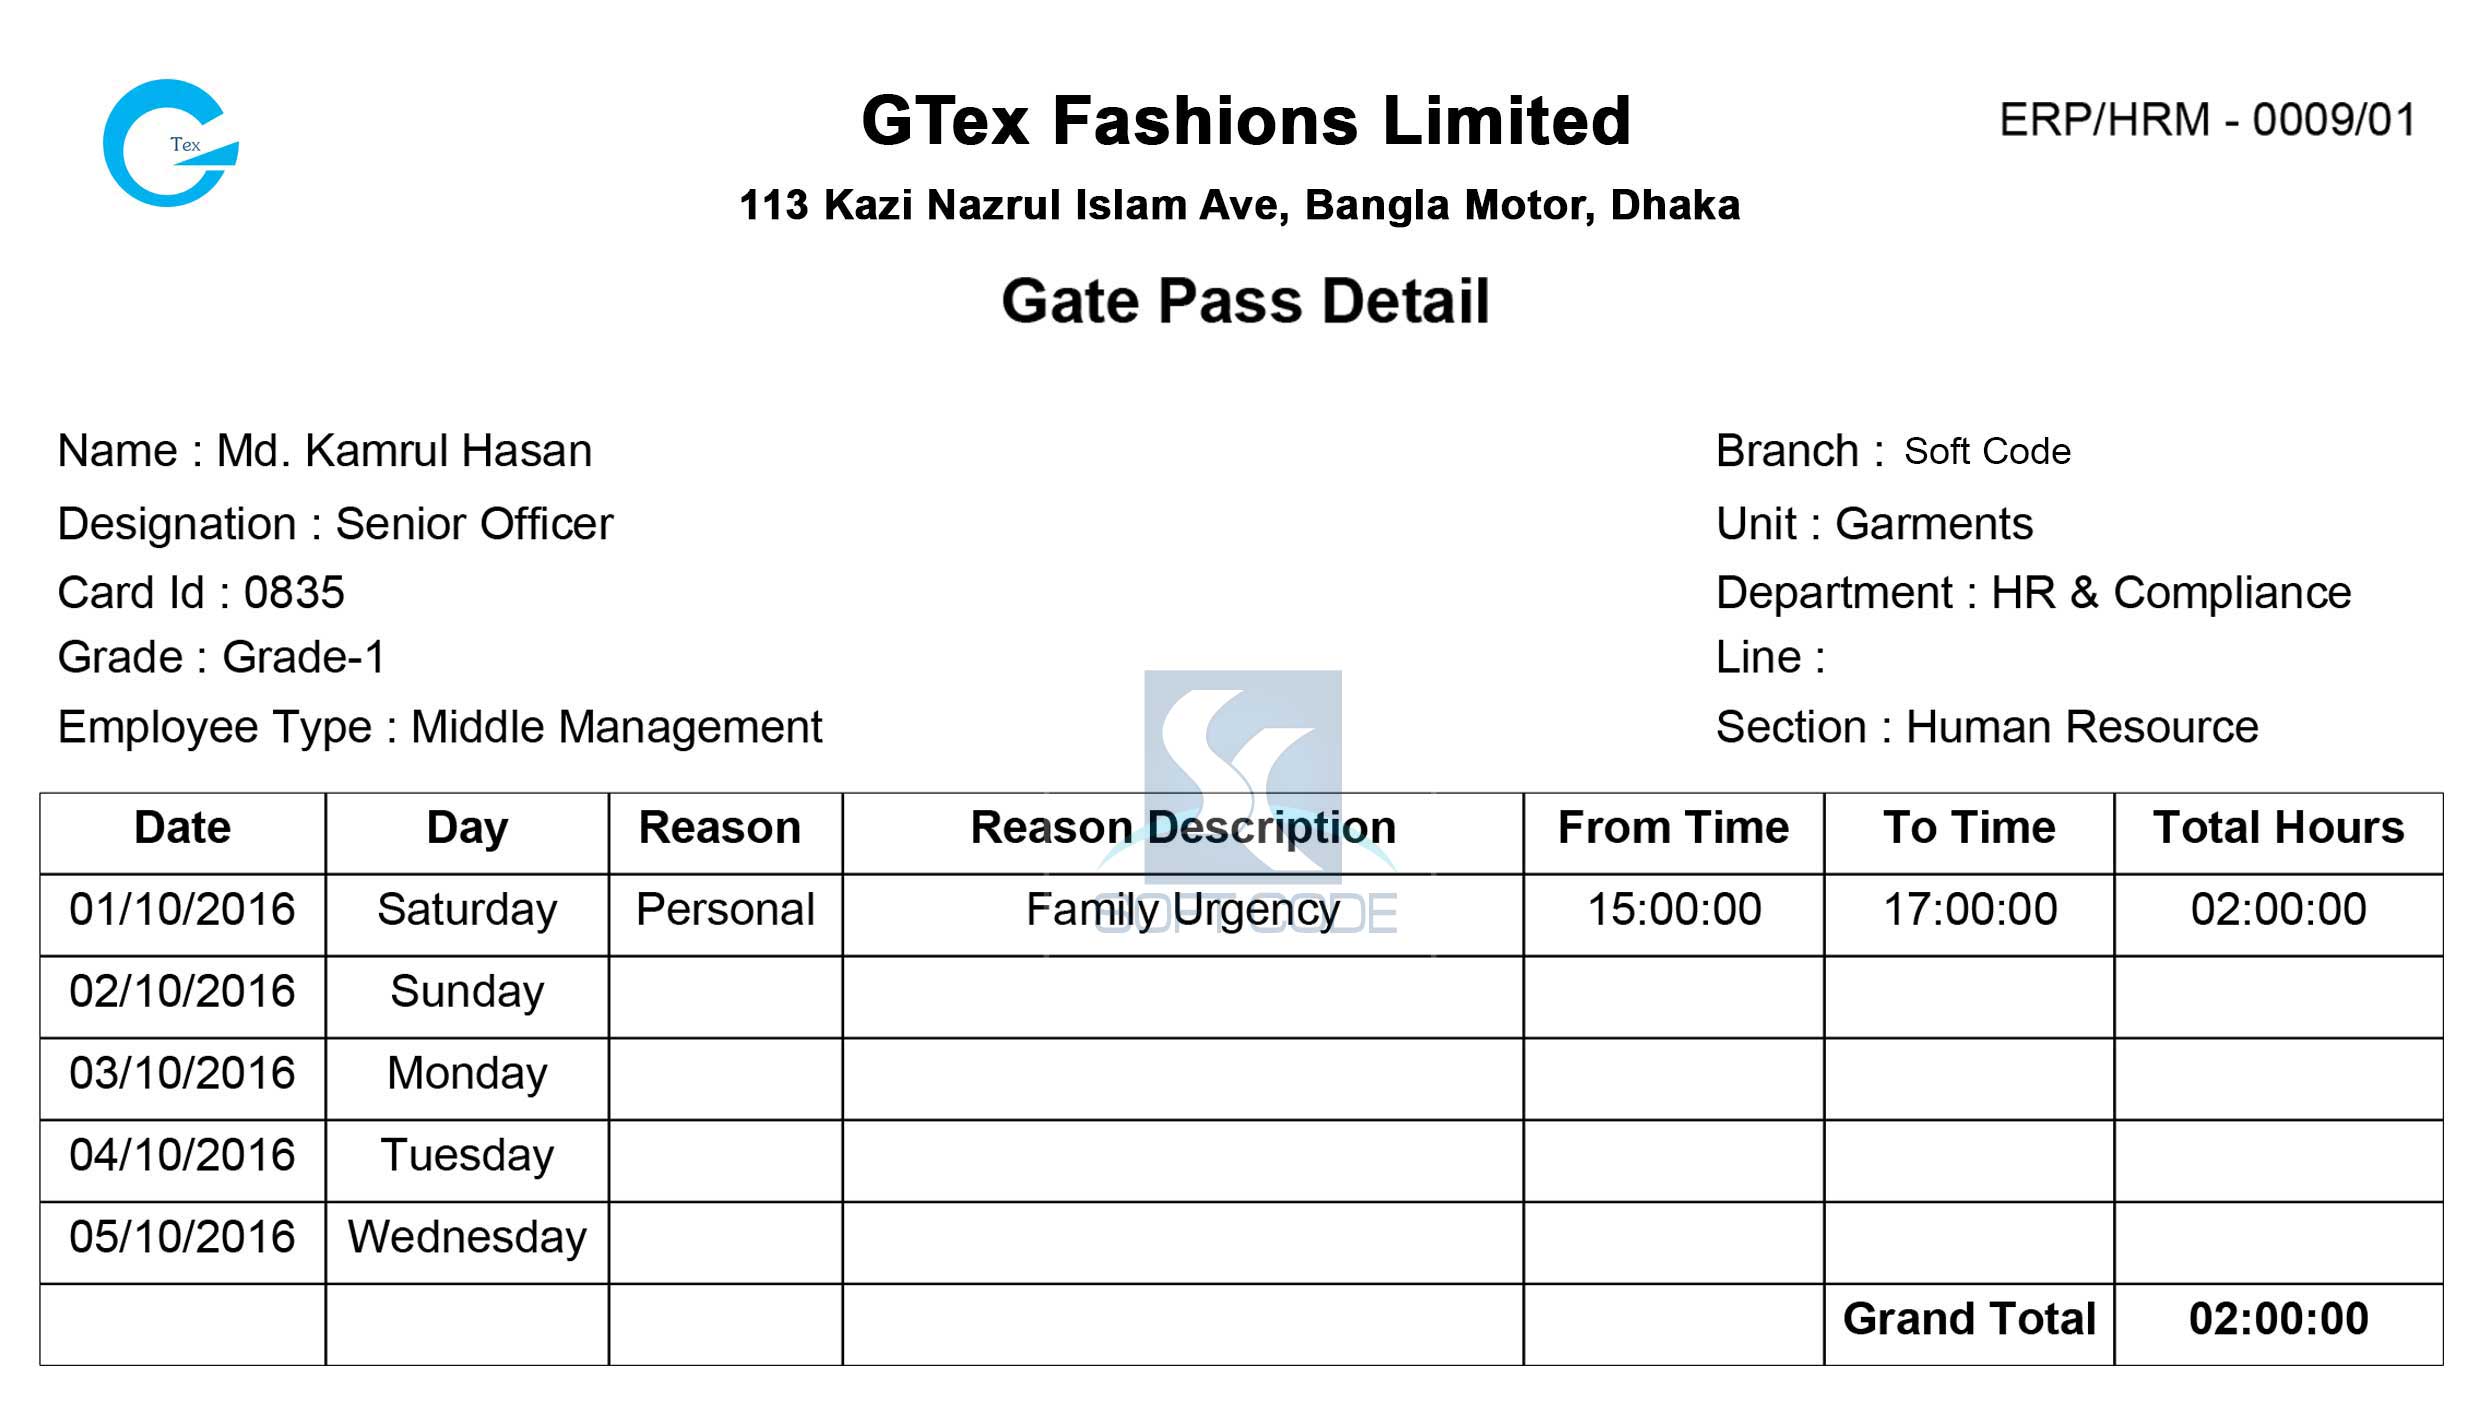 Tex
GTex Fashions Limited
ERP/HRM - 0009/01
113 Kazi Nazrul Islam Ave, Bangla Motor, Dhaka
Gate Pass Detail
Name : Md. Kamrul Hasan
Branch : Soft Code
Designation : Senior Officer
Unit : Garments
Card Id : 0835
Department : HR & Compliance
Grade : Grade-1
Line :
Employee Type : Middle Management
Section : Human Resource
Date Day Reason Reason Description From Time To Time Total Hours
01/10/2016 Saturday Personal Family Urgency 15:00:00 17:00:00 02:00:00
SOFT CODE
02/10/2016 Sunday
03/10/2016 Monday
04/10/2016 Tuesday
05/10/2016 Wednesday
Grand Total 02:00:00